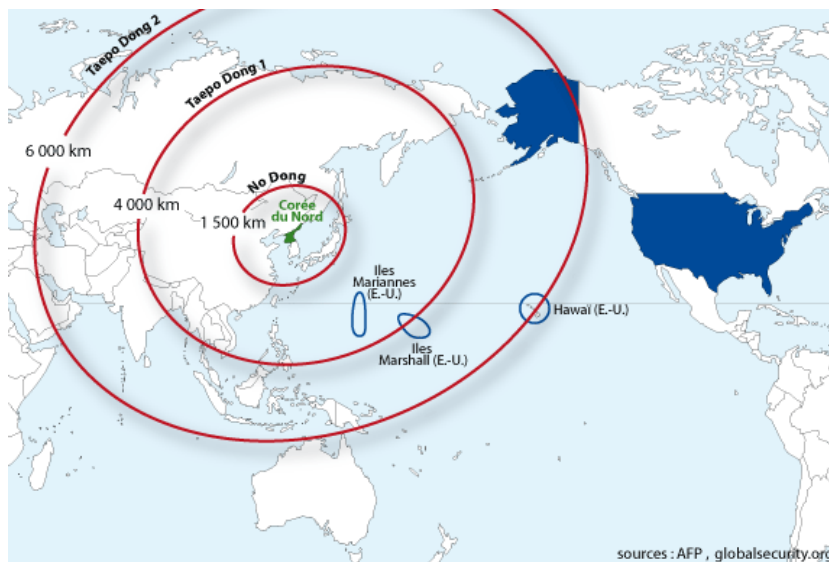 Taepo Dong 2
Taepo Dong 1
6 000 km
No Dong
4 000 km
Corée
du Nord
1 500 km
Iles
Mariannes
(E.-U.)
Hawaï (E.-U.)
Iles
Marshall (E.-U.)
sources : AFP , globalsecurity.org